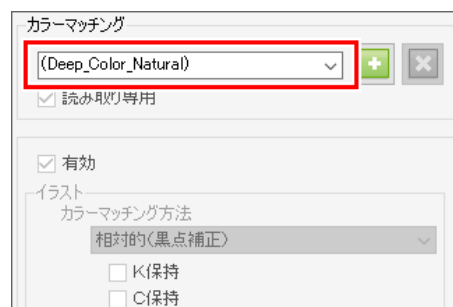 カラーマッチング
(Deep_Color_Natural)
読み取り専用
有効
イラスト
カラーマッチング方法
相対的(黒点補正)
K保持
C保持